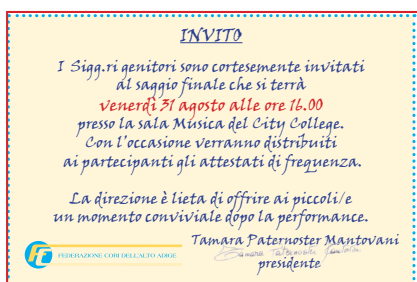 INVITO
I Sigg.ri genitori sono cortesemente invitati
al saggio finale che si terrà
venerdì 31 agosto alle ore 16.00
presso la sala Musica del City College.
Con l'occasione verranno distribuiti
ai partecipanti gli attestati di frequenza.
La direzione è lieta di offrire ai piccoli/e
un momento conviviale dopo la performance.
Tamara Paternoster Mantovani
presidente
FEDERAZIONE CORI DELL'ALTO ADIGE